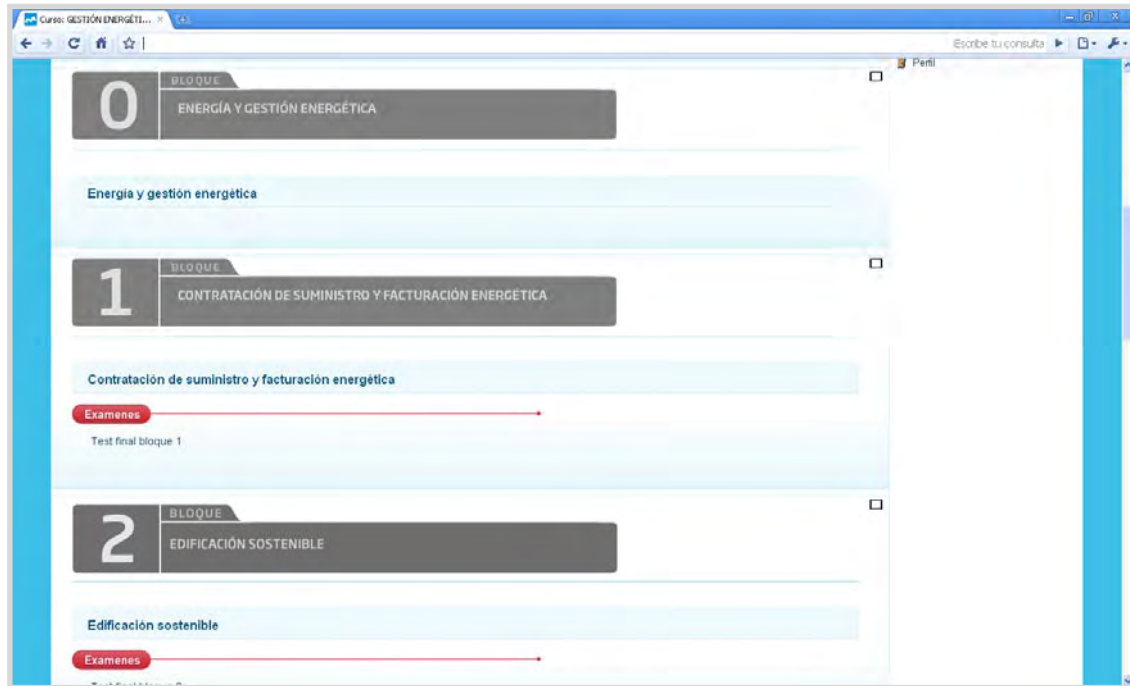 Curso: GESTIÓN ENERGÉTI...
Escribe tu consulta
Perfil
0
BLOQUE
ENERGÍA Y GESTIÓN ENERGÉTICA
Energía y gestión energética
1
BLOQUE
CONTRATACIÓN DE SUMINISTRO Y FACTURACIÓN ENERGÉTICA
Contratación de suministro y facturación energética
Examenes
Test final bloque 1
2
BLOQUE
EDIFICACIÓN SOSTENIBLE
Edificación sostenible
Examenes